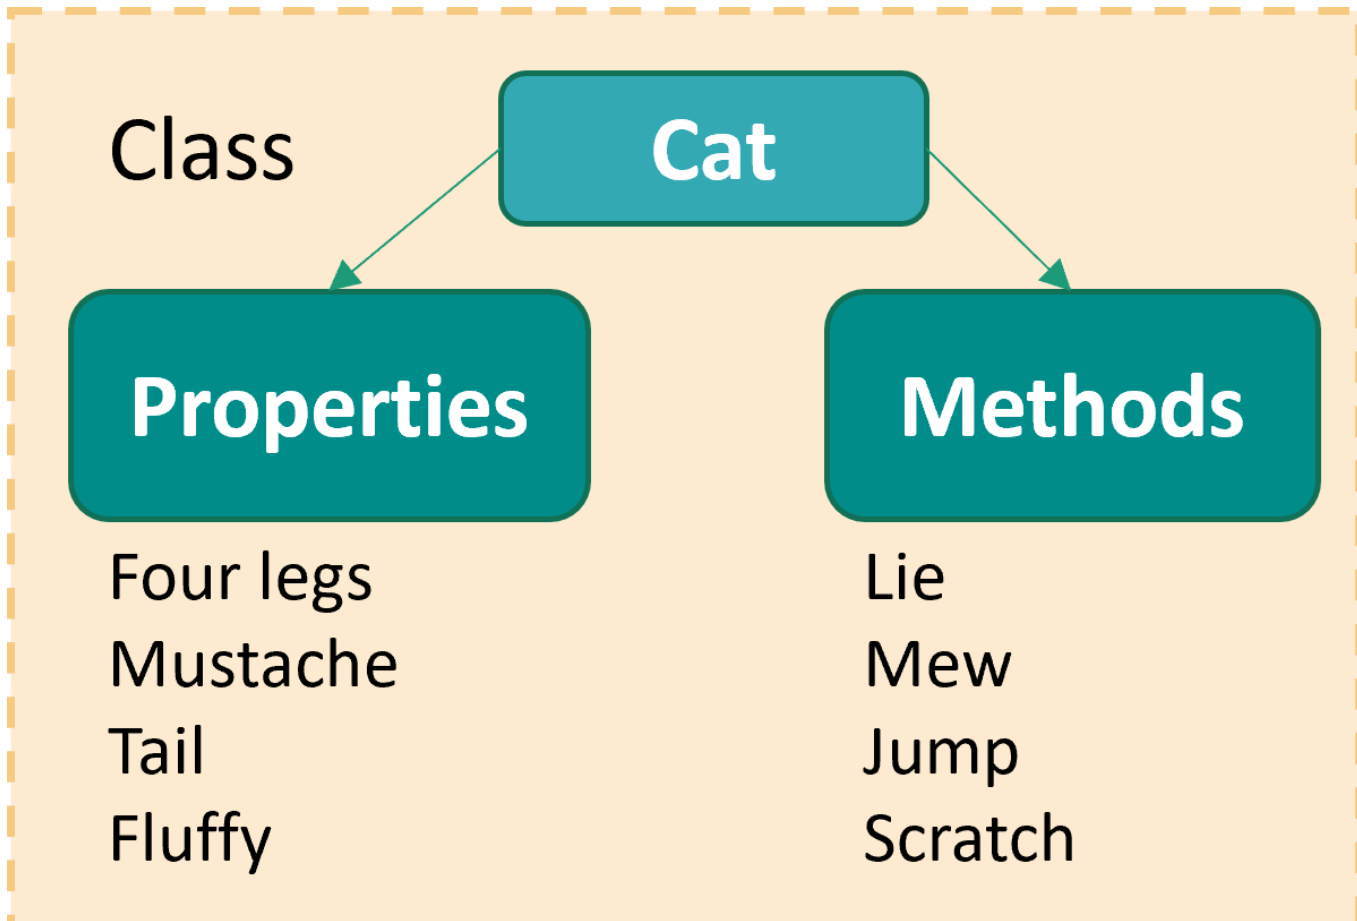 Class
Cat
Properties
Methods
Four legs
Mustache
Tail
Fluffy
Lie
Mew
Jump
Scratch